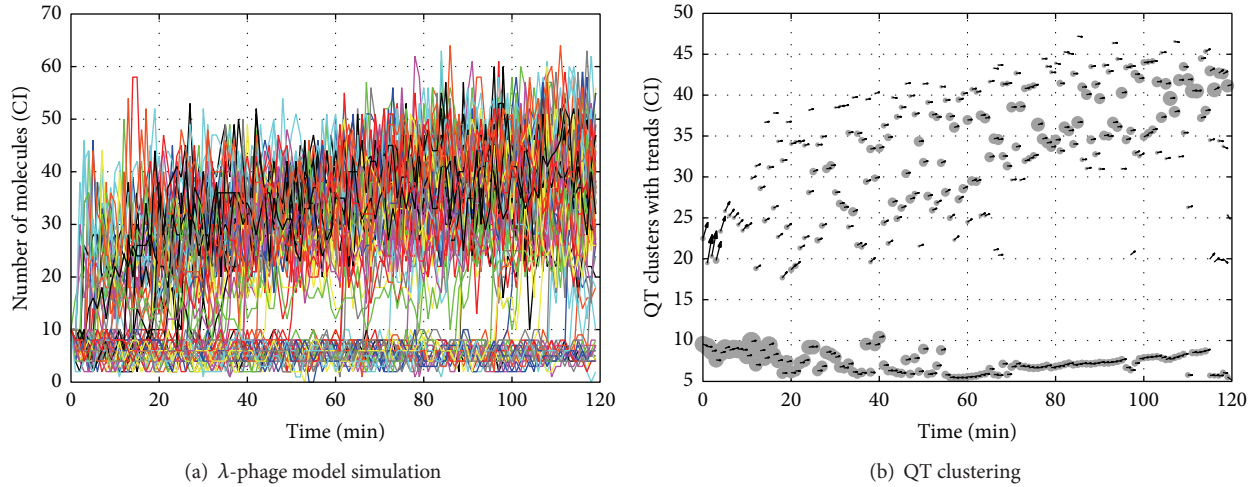 70
60
50
40
30
20
10
0
Number of molecules (CI)
0 20 40 60 80 100 120
Time (min)
(a) λ-phage model simulation
50
45
40
35
30
25
20
15
10
5
QT clusters with trends (CI)
0 20 40 60 80 100 120
Time (min)
(b) QT clustering